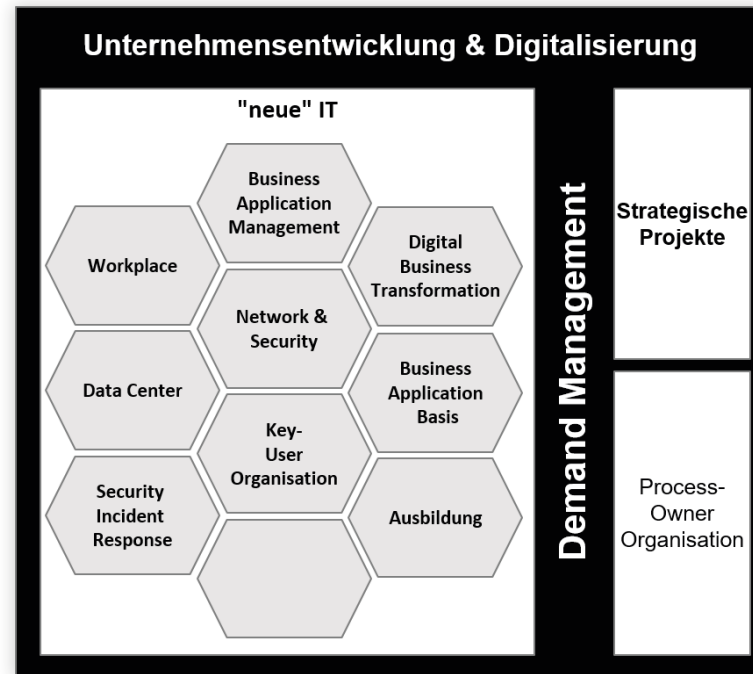 Unternehmensentwicklung & Digitalisierung
"neue" IT
Business
Application
Management
Workplace
Digital
Business
Transformation
Network &
Security
Data Center
Business
Application
Basis
Key-
User
Organisation
Security
Incident
Response
Ausbildung
Demand Management
Strategische
Projekte
Process-
Owner
Organisation